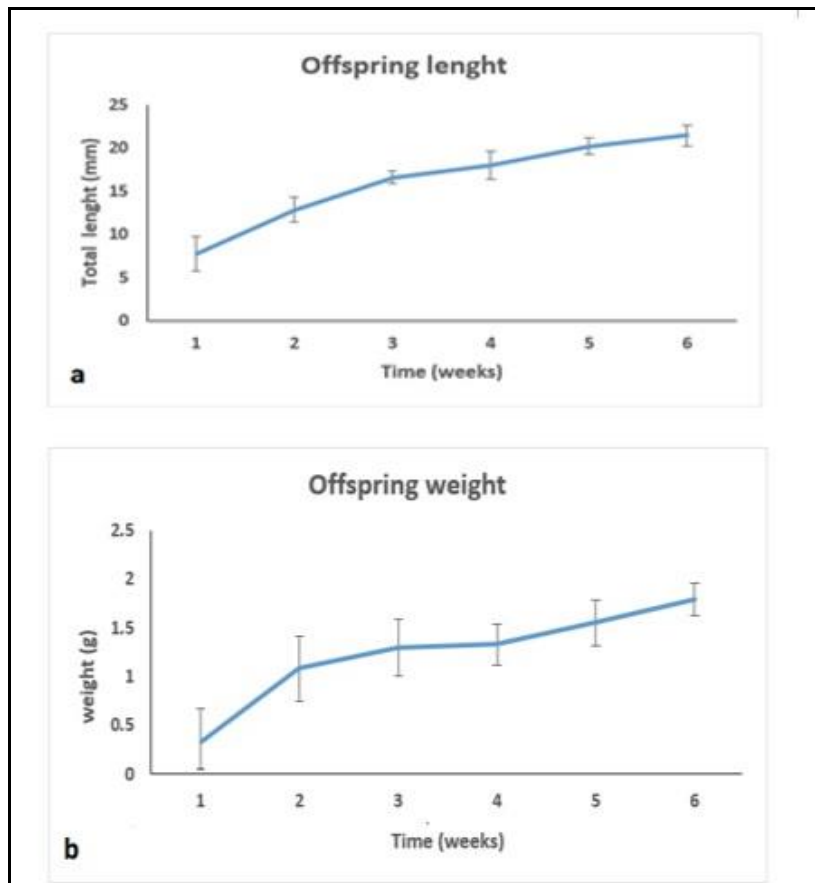 Offspring lenght
25
20
15
10
5
0
Total lenght (mm)
1 2 3 4 5 6
Time (weeks)
a
Offspring weight
2.5
2
1.5
1
0.5
0
weight (g)
1 2 3 4 5 6
Time (weeks)
b